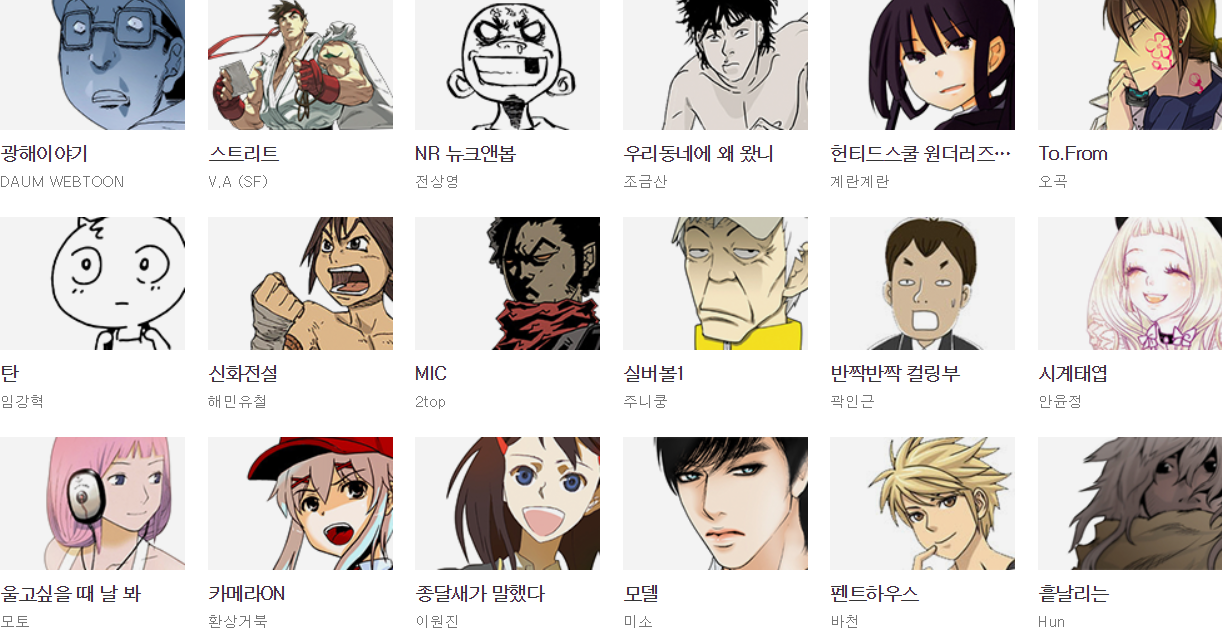 광해이야기
DAUM WEBTOON
스트리트
V.A (SF)
NR 뉴크앤봅
전상영
우리동네에 왜 왔니
조금산
헌티드스쿨 원더러즈…
계란계란
To.From
오곡
탄
임강혁
신화전설
해민유철
MIC
2top
실버볼1
주니쿵
반짝반짝 컬링부
곽인근
시계태엽
안윤정
울고싶을 때 날 봐
모토
카메라ON
환상거북
종달새가 말했다
이원진
모델
미소
펜트하우스
바천
흩날리는
Hun